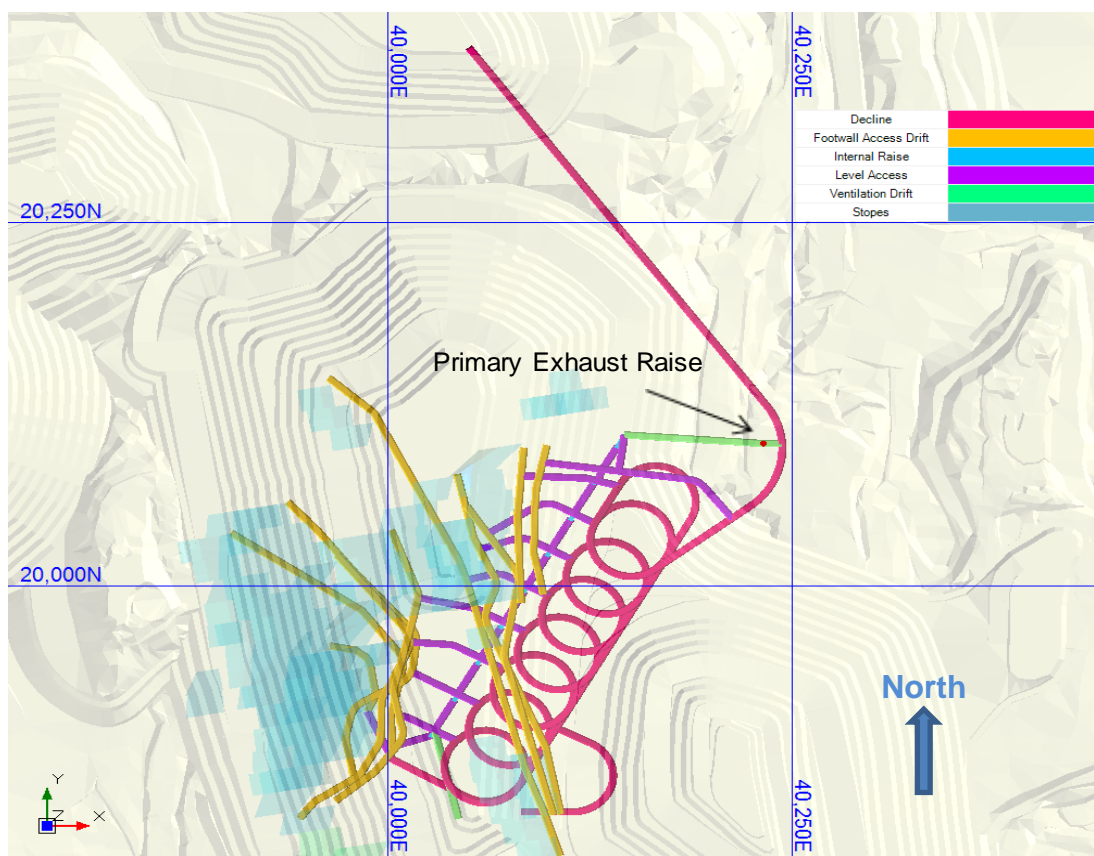 40,000E
40,250E
Decline
Footwall Access Drift
Internal Raise
Level Access
Ventilation Drift
Stopes
20,250N
Primary Exhaust Raise
20,000N
North
Y
Z
X
40,000E
40,250E